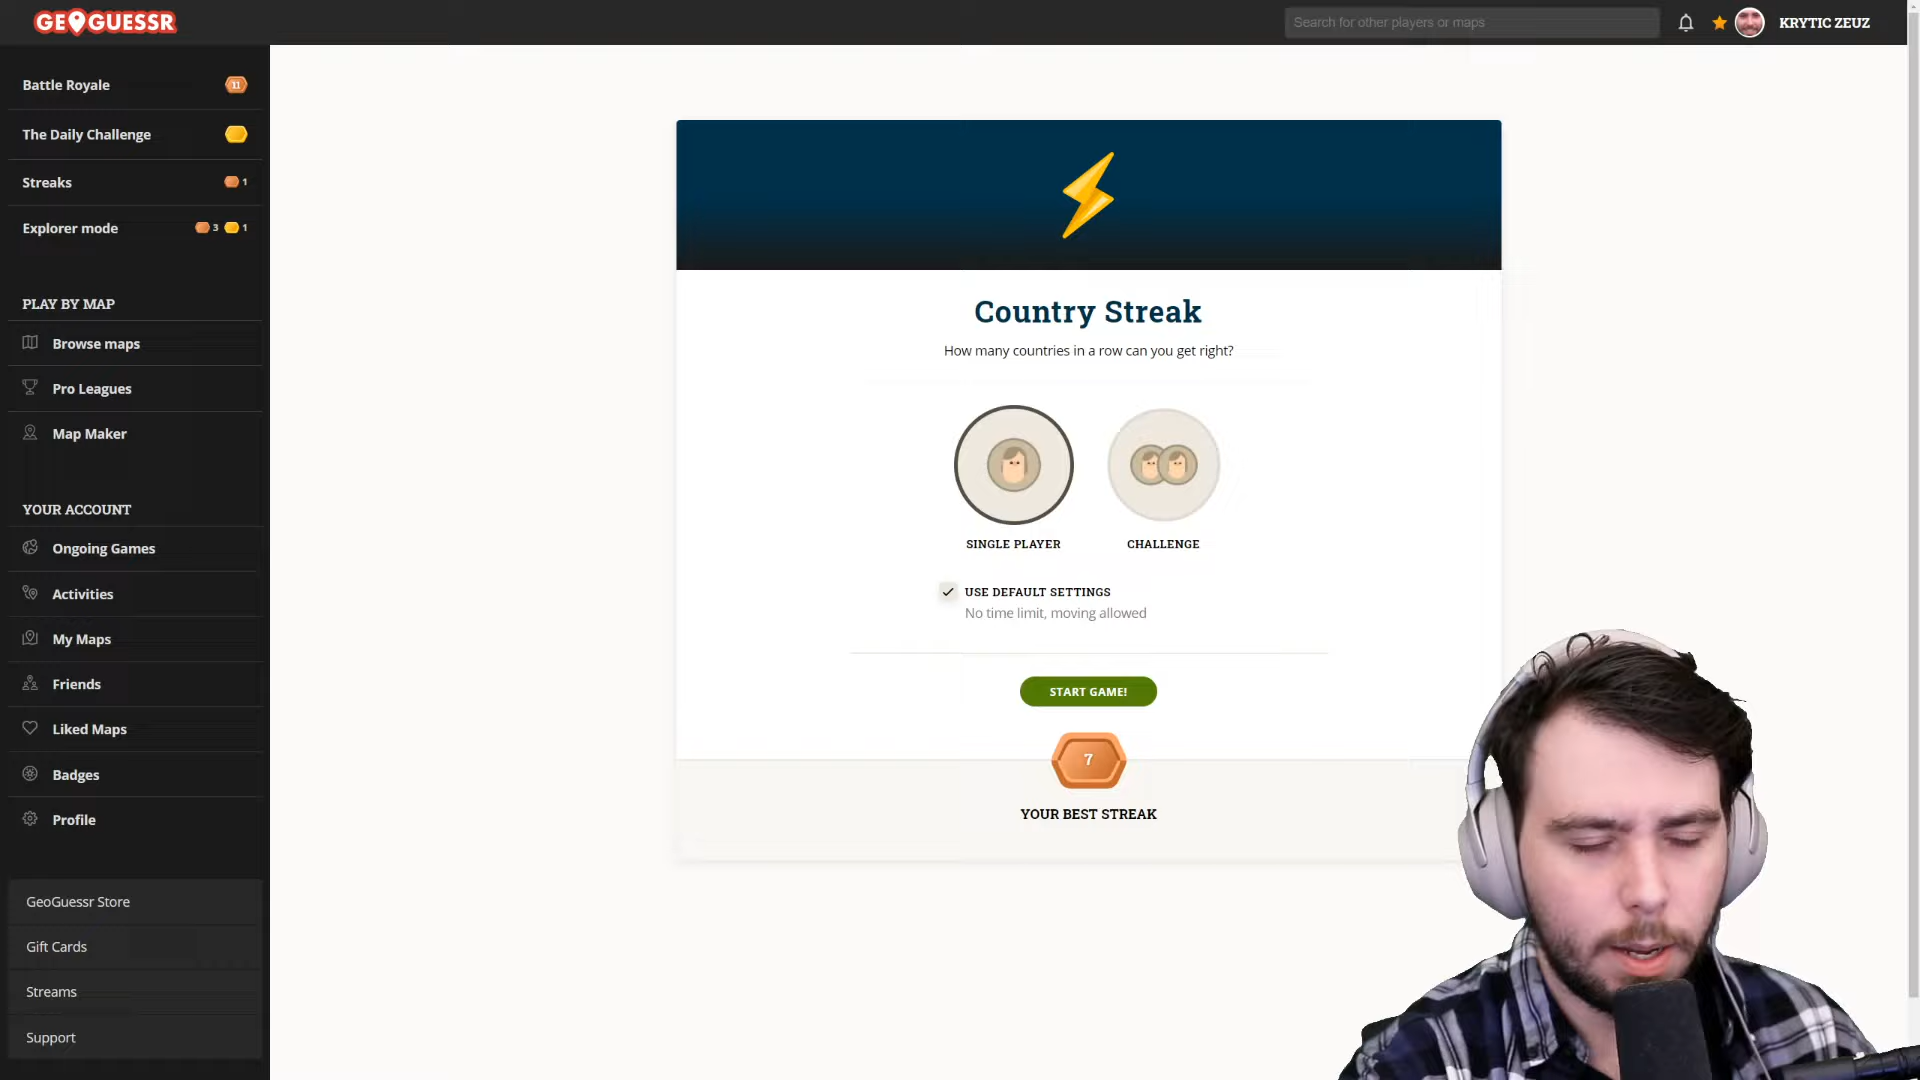 GEOGUESSR
Search for other players or maps
KRYTIC ZEUZ
Battle Royale
11
The Daily Challenge
Streaks
1
Explorer mode
3
1
PLAY BY MAP
Browse maps
Pro Leagues
Map Maker
YOUR ACCOUNT
Ongoing Games
Activities
My Maps
Friends
Liked Maps
Badges
Profile
GeoGuessr Store
Gift Cards
Streams
Support
Country Streak
How many countries in a row can you get right?
SINGLE PLAYER
CHALLENGE
USE DEFAULT SETTINGS
No time limit, moving allowed
START GAME!
7
YOUR BEST STREAK